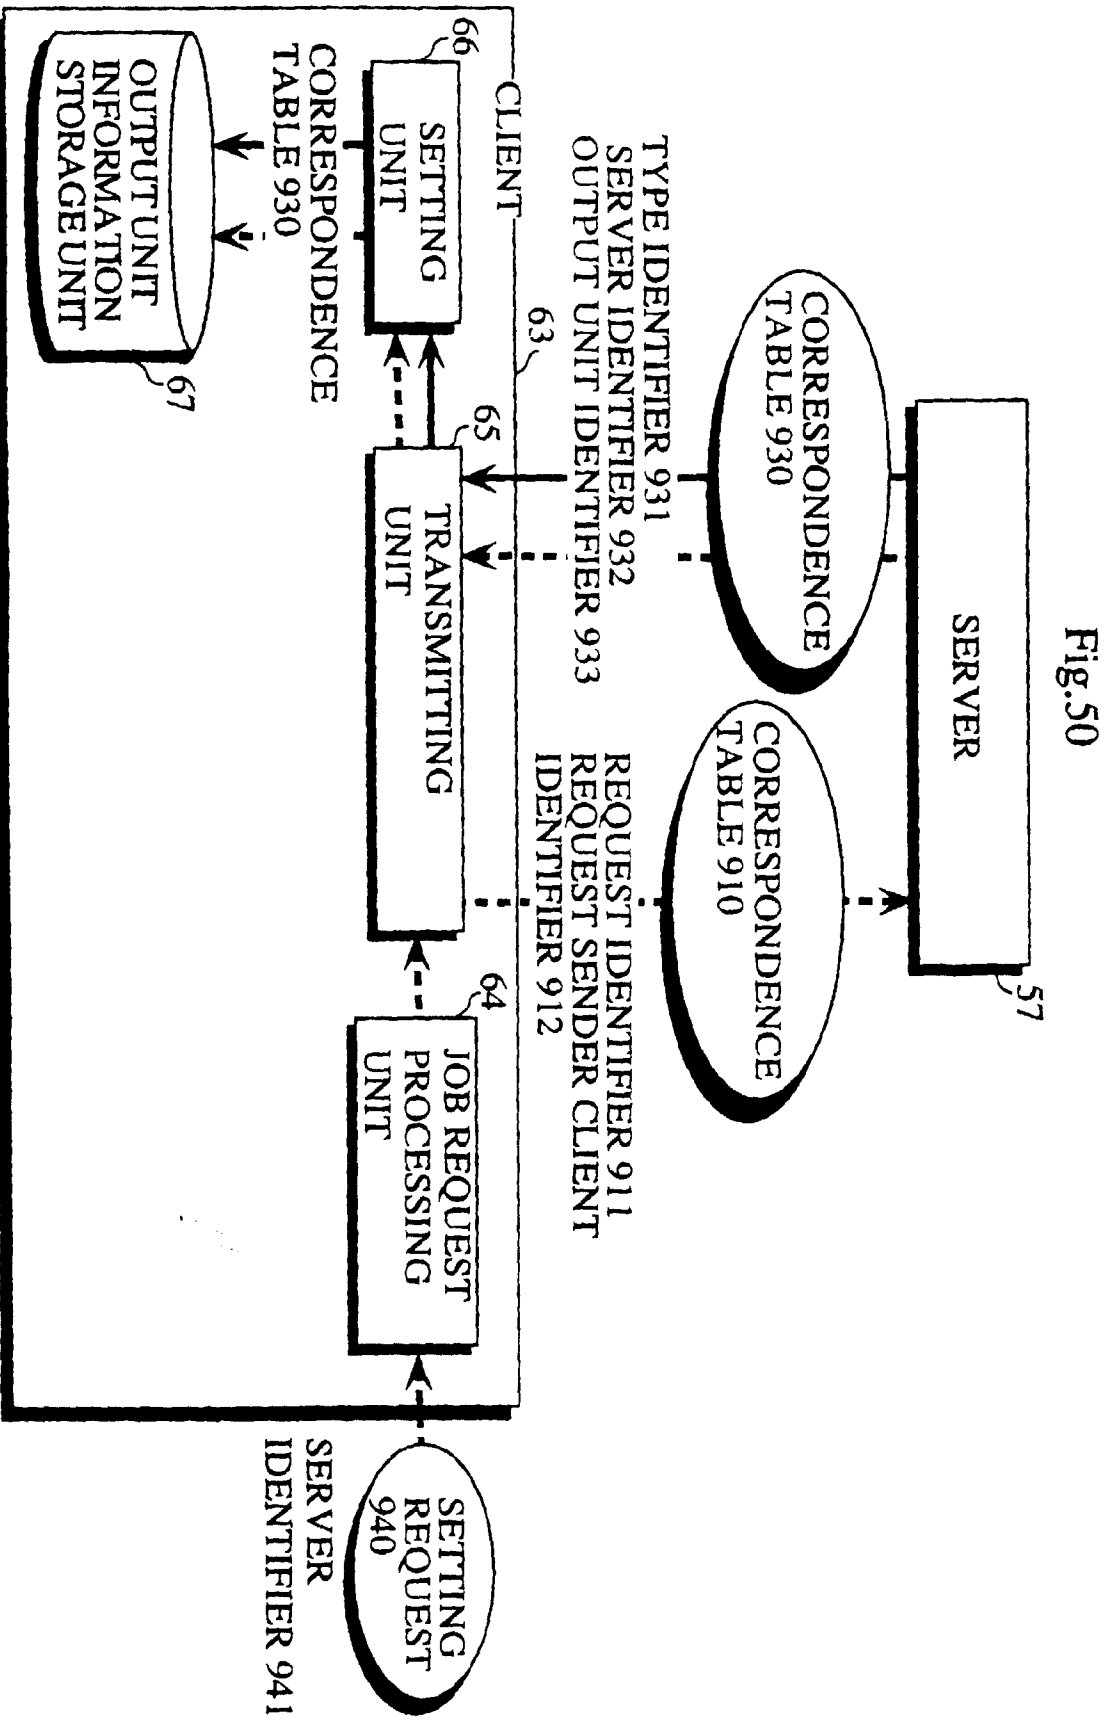 Fig.50
SERVER
57
CORRESPONDENCE
TABLE 930
CORRESPONDENCE
TABLE 910
TYPE IDENTIFIER 931
SERVER IDENTIFIER 932
OUTPUT UNIT IDENTIFIER 933
REQUEST IDENTIFIER 911
REQUEST SENDER CLIENT
IDENTIFIER 912
CLIENT
63
66
SETTING
UNIT
65
TRANSMITTING
UNIT
64
JOB REQUEST
PROCESSING
UNIT
SETTING
REQUEST
940
SERVER
IDENTIFIER 941
CORRESPONDENCE
TABLE 930
OUTPUT UNIT
INFORMATION
STORAGE UNIT
67